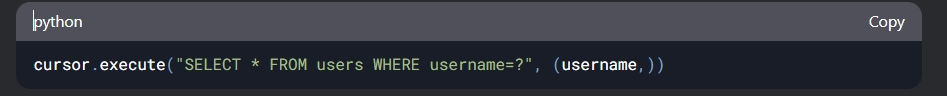 python Copy
cursor.execute("SELECT * FROM users WHERE username=?", (username,))